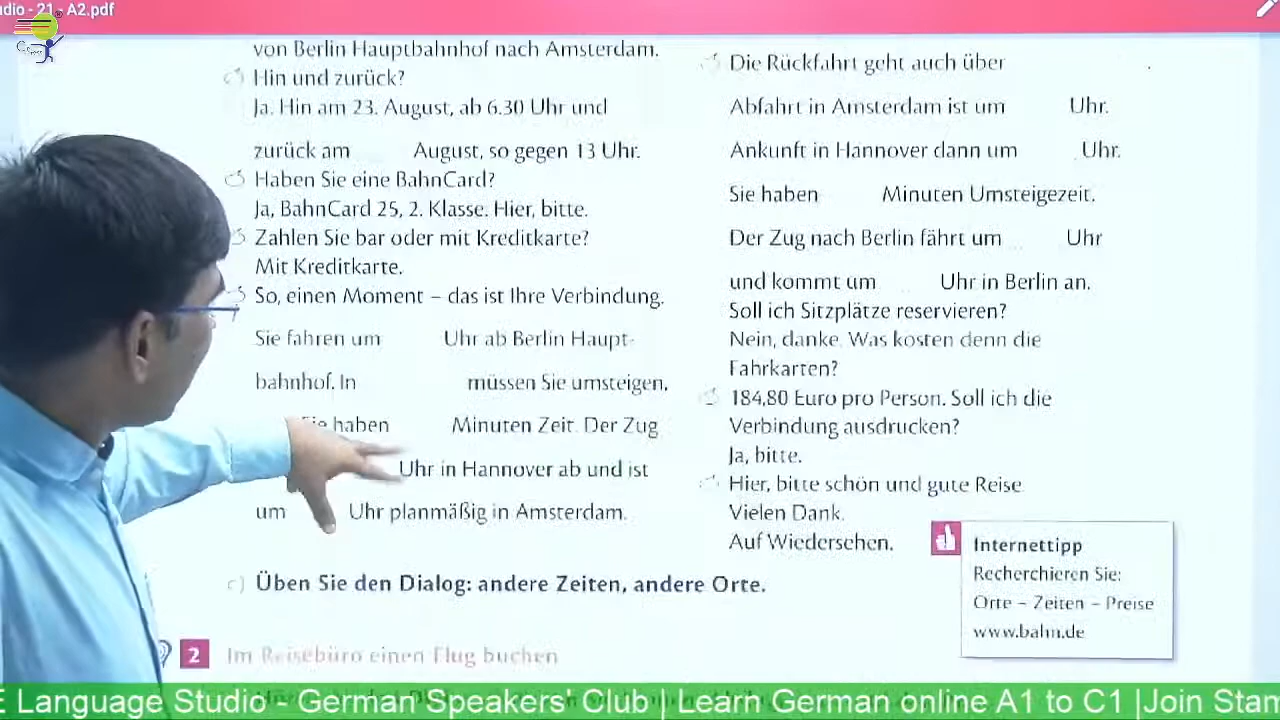 dio - 21 - A2.pdf
von Berlin Hauptbahnhof nach Amsterdam.
Hin und zurück?
Ja. Hin am 23. August, ab 6.30 Uhr und
zurück am August, so gegen 13 Uhr.
Haben Sie eine BahnCard?
Ja, BahnCard 25, 2. Klasse. Hier, bitte.
Zahlen Sie bar oder mit Kreditkarte?
Mit Kreditkarte.
So, einen Moment – das ist Ihre Verbindung.
Sie fahren um Uhr ab Berlin Haupt-
bahnhof. In müssen Sie umsteigen,
Sie haben Minuten Zeit. Der Zug
Uhr in Hannover ab und ist
um Uhr planmäßig in Amsterdam.
Die Rückfahrt geht auch über .
Abfahrt in Amsterdam ist um Uhr.
Ankunft in Hannover dann um Uhr.
Sie haben Minuten Umsteigezeit.
Der Zug nach Berlin fährt um Uhr
und kommt um Uhr in Berlin an.
Soll ich Sitzplätze reservieren?
Nein, danke. Was kosten denn die
Fahrkarten?
184,80 Euro pro Person. Soll ich die
Verbindung ausdrucken?
Ja, bitte.
Hier, bitte schön und gute Reise.
Vielen Dank.
Auf Wiedersehen.
Internettipp
Recherchieren Sie:
Orte – Zeiten – Preise
www.bahn.de
c) Üben Sie den Dialog: andere Zeiten, andere Orte.
2 Im Reisebüro einen Flug buchen
E Language Studio - German Speakers' Club | Learn German online A1 to C1 |Join Stan